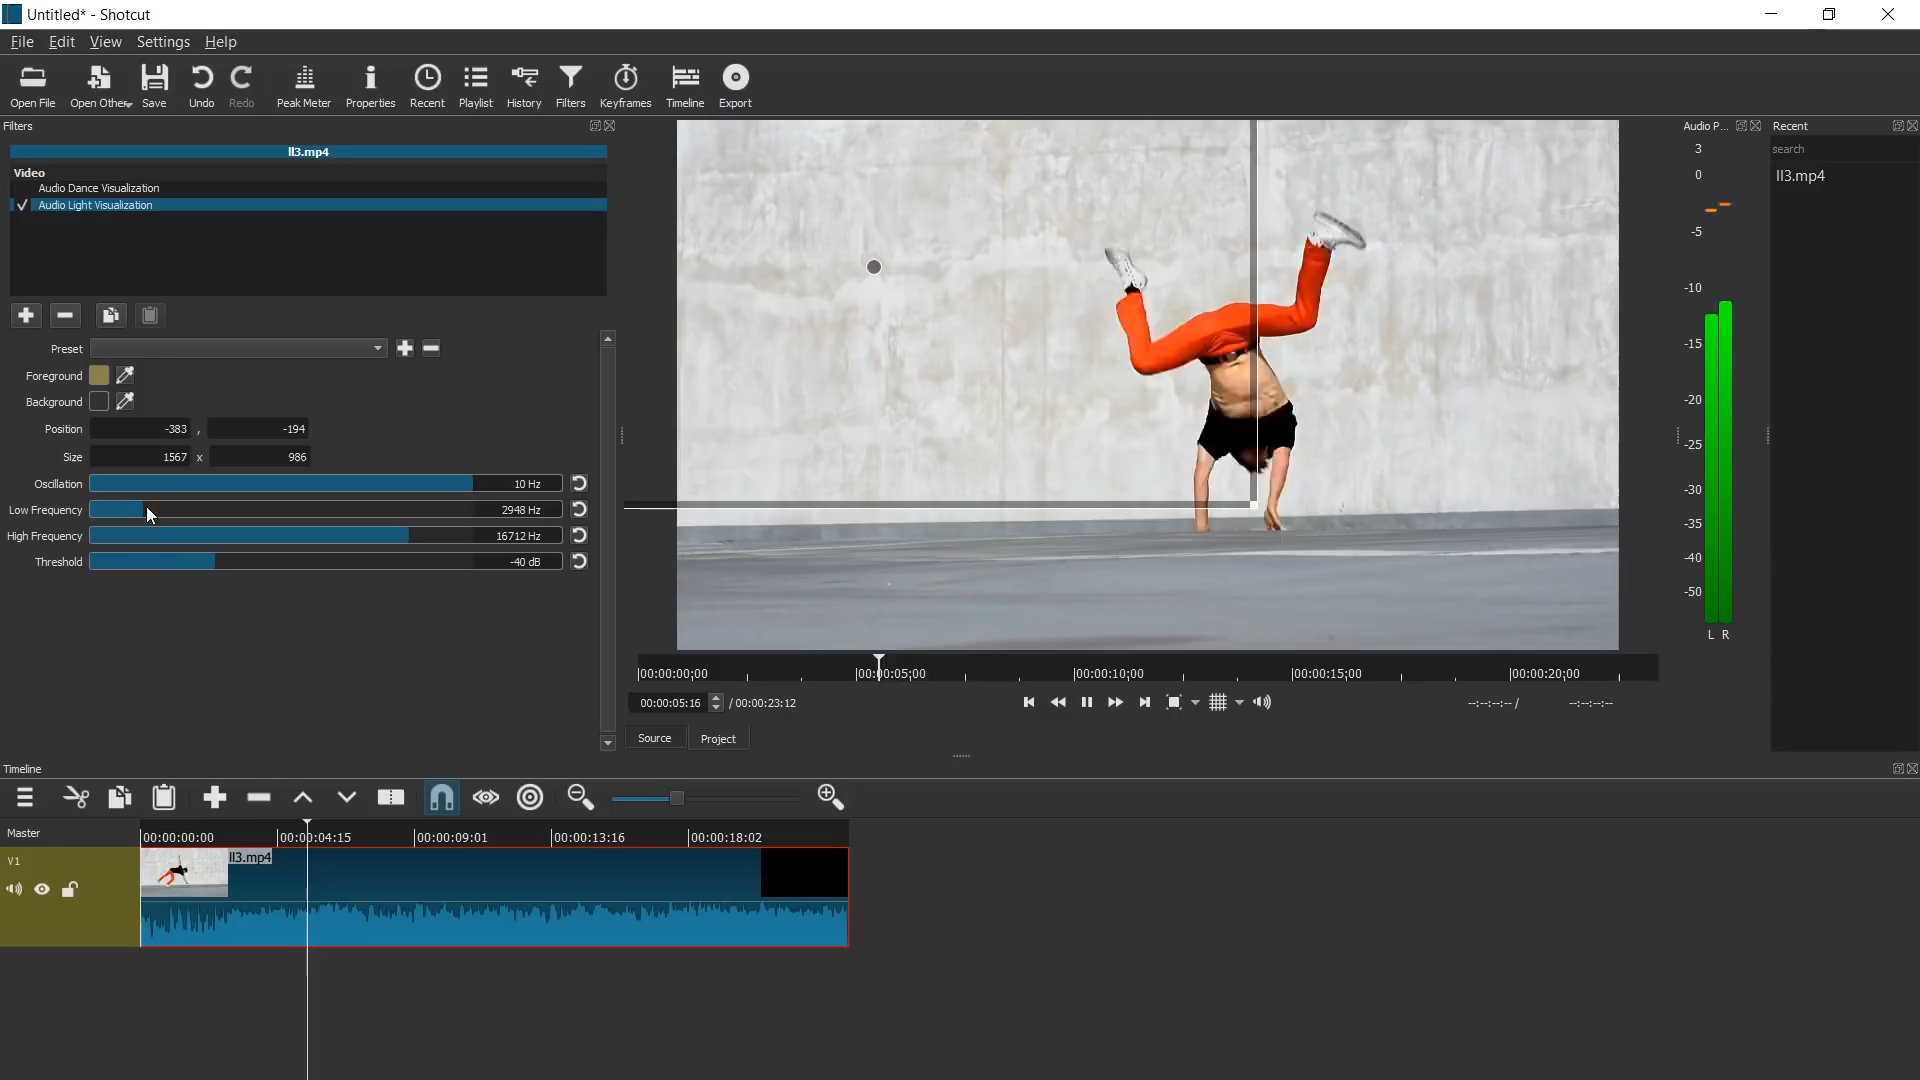 Untitled* - Shotcut
File Edit View Settings Help
Open File Open Other Save Undo Redo Peak Meter Properties Recent Playlist History Filters Keyframes Timeline Export
Filters
ll3.mp4
Video
Audio Dance Visualization
✓ Audio Light Visualization
Preset
Foreground
Background
Position -383 , -194
Size 1567 x 986
Oscillation 10 Hz
Low Frequency 2948 Hz
High Frequency 16712 Hz
Threshold -40 dB
00:00:00;00 00:00:05;00 00:00:10;00 00:00:15;00 00:00:20;00
00:00:05:16 / 00:00:23:12
--:--:--:-- / --:--:--:--
Source Project
Audio P...
3
0
-5
-10
-15
-20
-25
-30
-35
-40
-50
L R
Recent
search
ll3.mp4
Timeline
Master
00:00:00:00 00:00:04:15 00:00:09:01 00:00:13:16 00:00:18:02
V1
ll3.mp4